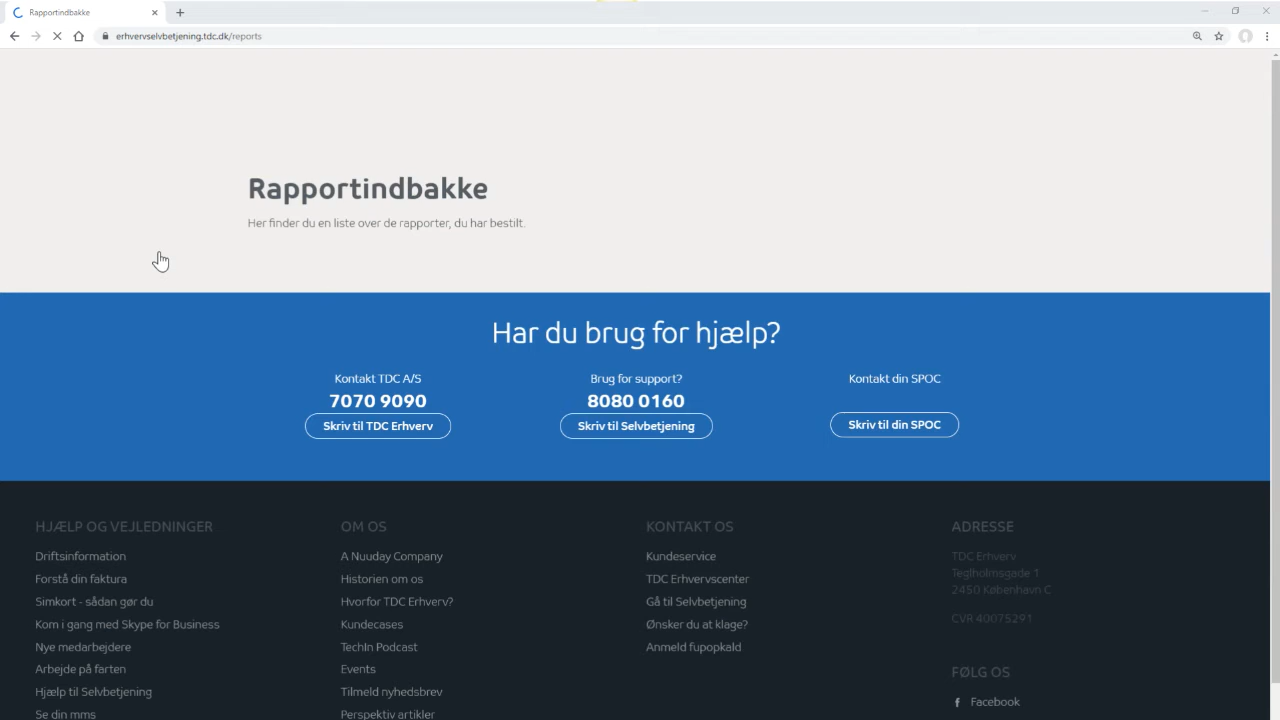 Rapportindbakke
erhvervselvbetjening.tdc.dk/reports
Rapportindbakke
Her finder du en liste over de rapporter, du har bestilt.
Har du brug for hjælp?
Kontakt TDC A/S
7070 9090
Skriv til TDC Erhverv
Brug for support?
8080 0160
Skriv til Selvbetjening
Kontakt din SPOC
Skriv til din SPOC
HJÆLP OG VEJLEDNINGER
Driftsinformation
Forstå din faktura
Simkort - sådan gør du
Kom i gang med Skype for Business
Nye medarbejdere
Arbejde på farten
Hjælp til Selvbetjening
Se din mms
OM OS
A Nuuday Company
Historien om os
Hvorfor TDC Erhverv?
Kundecases
TechIn Podcast
Events
Tilmeld nyhedsbrev
Perspektiv artikler
KONTAKT OS
Kundeservice
TDC Erhvervscenter
Gå til Selvbetjening
Ønsker du at klage?
Anmeld fupopkald
ADRESSE
TDC Erhverv
Teglholmsgade 1
2450 København C
CVR 40075291
FØLG OS
Facebook